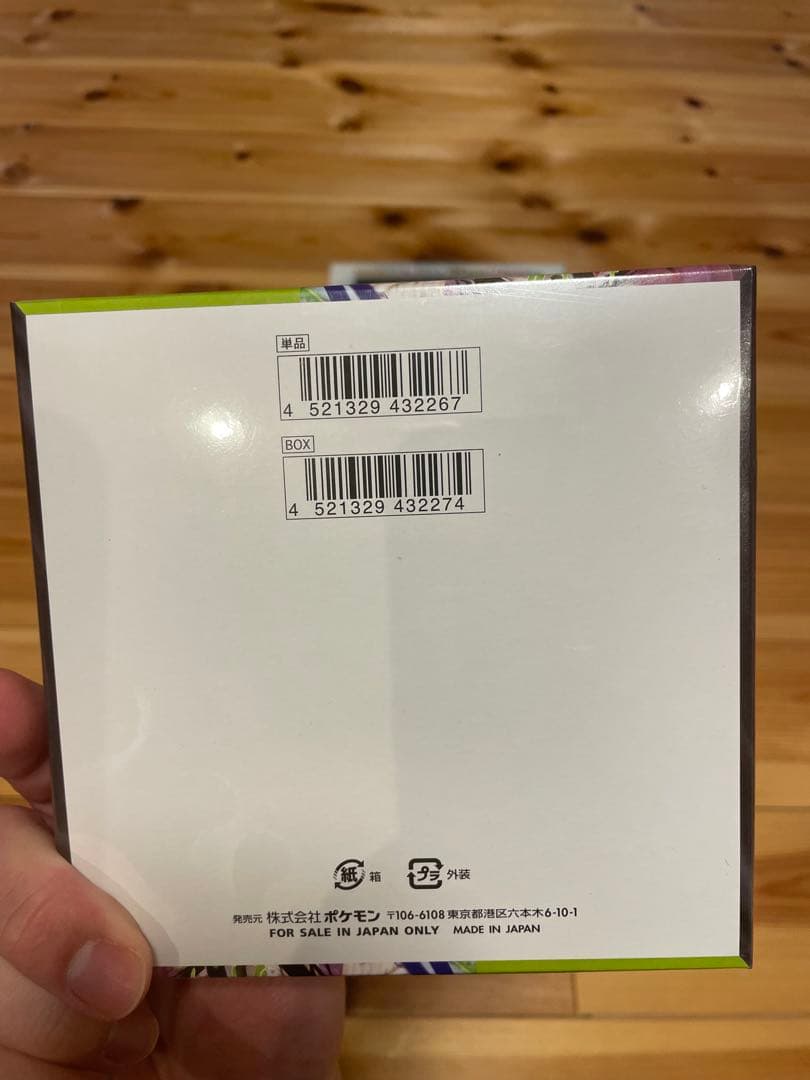 単品
4 521329 432267
BOX
4 521329 432274
紙 箱
プラ 外装
発売元 株式会社 ポケモン 〒106-6108 東京都港区六本木6-10-1
FOR SALE IN JAPAN ONLY MADE IN JAPAN